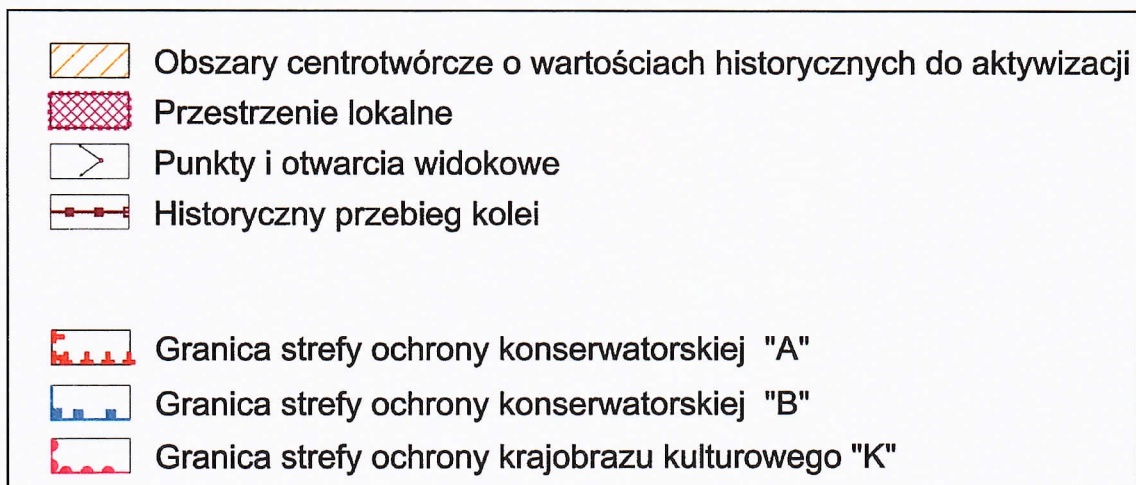 Obszary centrotwórcze o wartościach historycznych do aktywizacji
Przestrzenie lokalne
Punkty i otwarcia widokowe
Historyczny przebieg kolei
Granica strefy ochrony konserwatorskiej "A"
Granica strefy ochrony konserwatorskiej "B"
Granica strefy ochrony krajobrazu kulturowego "K"